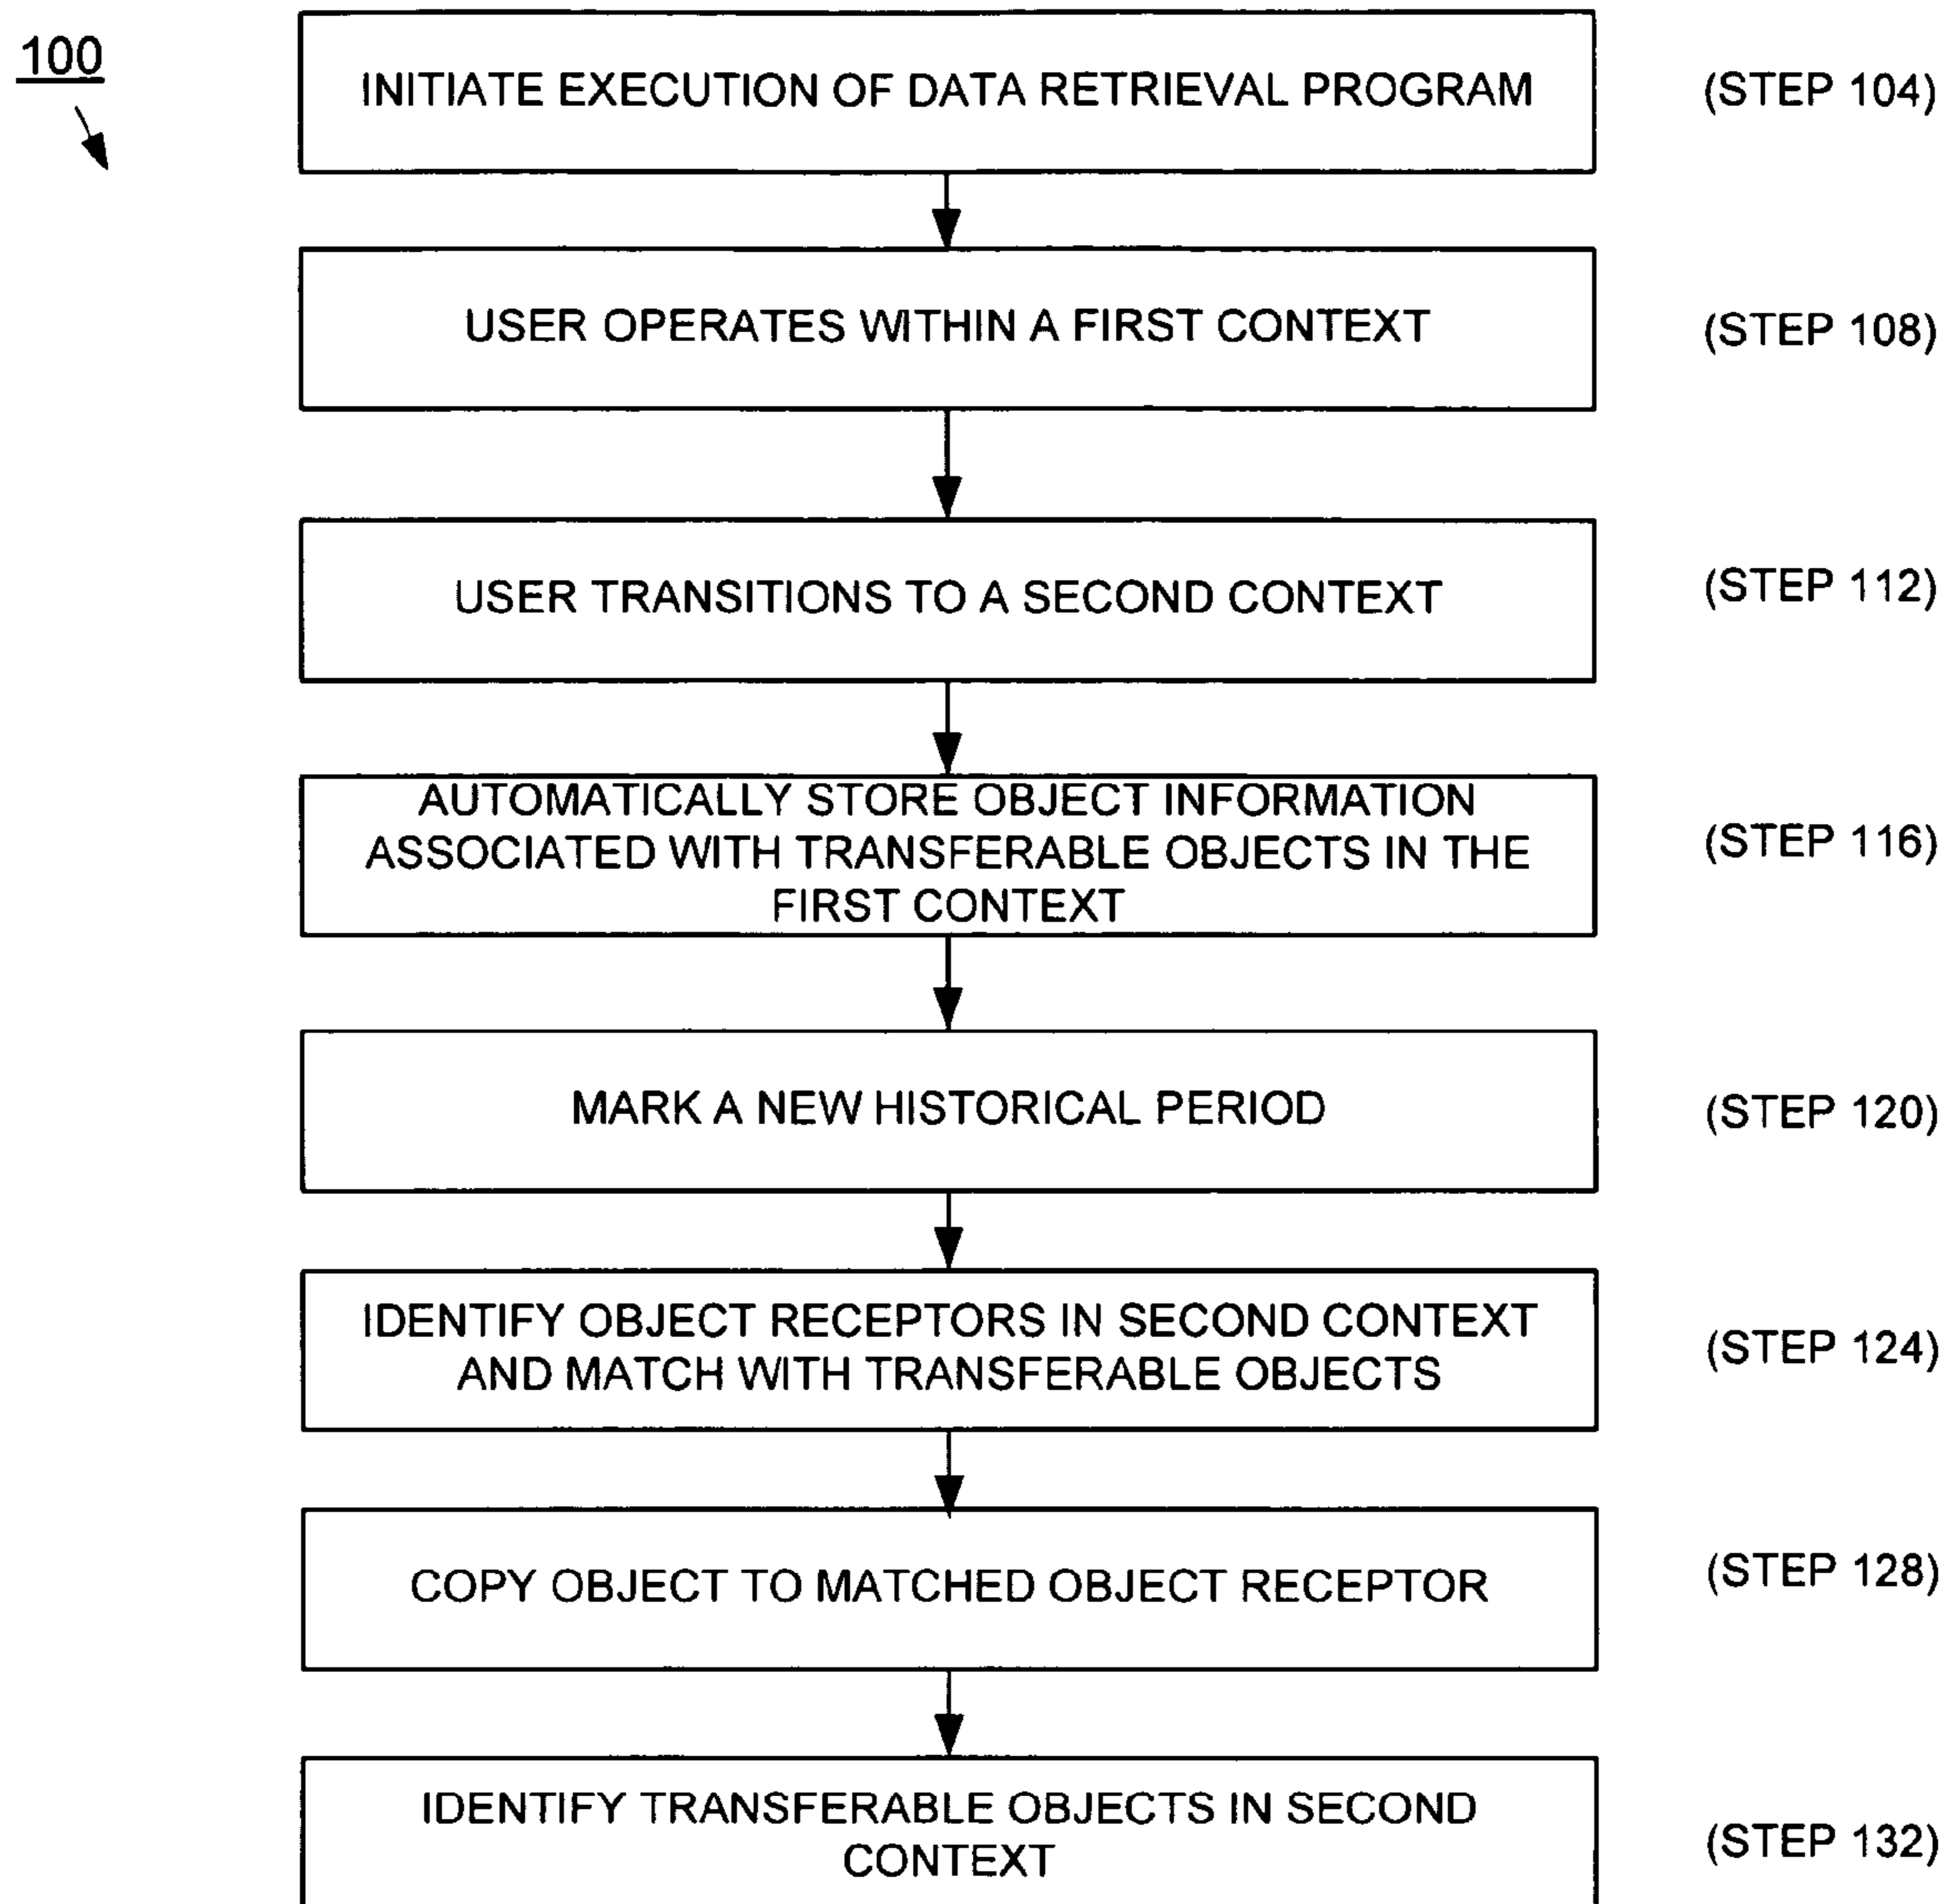 100
INITIATE EXECUTION OF DATA RETRIEVAL PROGRAM
(STEP 104)
USER OPERATES WITHIN A FIRST CONTEXT
(STEP 108)
USER TRANSITIONS TO A SECOND CONTEXT
(STEP 112)
AUTOMATICALLY STORE OBJECT INFORMATION
ASSOCIATED WITH TRANSFERABLE OBJECTS IN THE
FIRST CONTEXT
(STEP 116)
MARK A NEW HISTORICAL PERIOD
(STEP 120)
IDENTIFY OBJECT RECEPTORS IN SECOND CONTEXT
AND MATCH WITH TRANSFERABLE OBJECTS
(STEP 124)
COPY OBJECT TO MATCHED OBJECT RECEPTOR
(STEP 128)
IDENTIFY TRANSFERABLE OBJECTS IN SECOND
CONTEXT
(STEP 132)